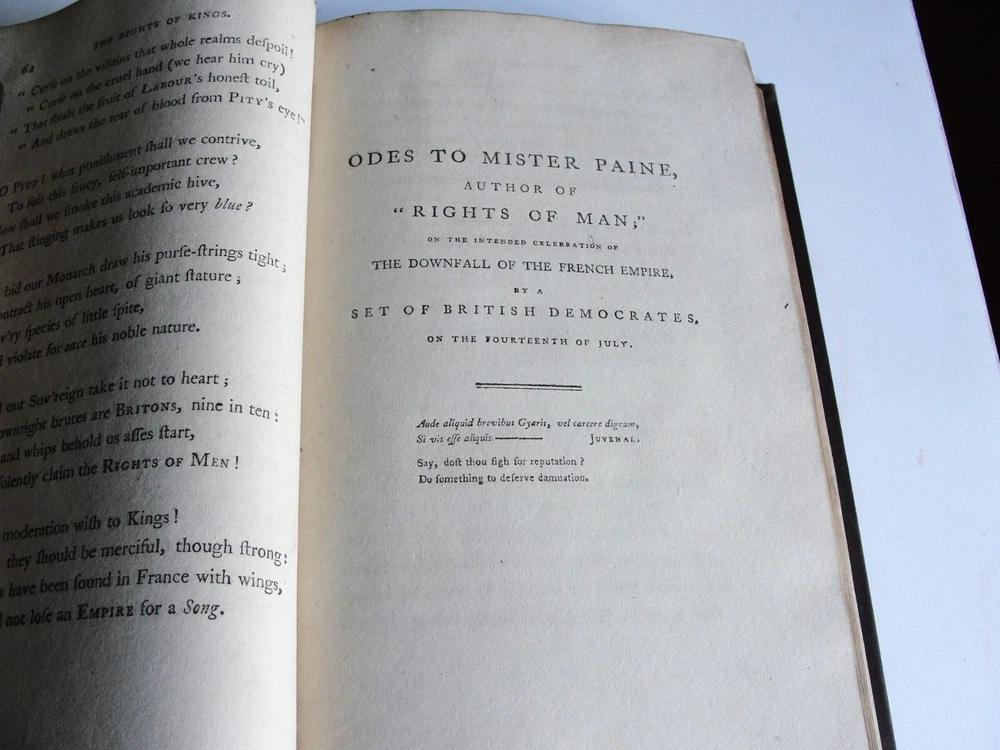 THE RIGHTS OF KINGS.
62
" Curſe on the villains that whole realms deſpoil!
" Curſe on the cruel hand (we hear him cry)
" That ſteals the fruit of LABOUR's honeſt toil,
" And draws the tear of blood from PITY's eye!"
O PITT! what puniſhment ſhall we contrive,
To ſuit this ſaucy, ſelf-important crew?
ow ſhall we ſmoke this academic hive,
That ſtinging makes us look ſo very blue?
bid our Monarch draw his purſe-ſtrings tight;
ontract his open heart, of giant ſtature;
v'ry ſpecies of little ſpite,
violate for once his noble nature.
our Sov'reign take it not to heart;
ownright brutes are BRITONS, nine in ten:
and whips behold us aſſes ſtart,
ſolently claim the RIGHTS OF MEN!
moderation wiſh to Kings!
they ſhould be merciful, though ſtrong:
s have been found in France with wings,
not loſe an EMPIRE for a Song.
ODES TO MISTER PAINE,
AUTHOR OF
" RIGHTS OF MAN;"
ON THE INTENDED CELEBRATION OF
THE DOWNFALL OF THE FRENCH EMPIRE,
BY A
SET OF BRITISH DEMOCRATES,
ON THE FOURTEENTH OF JULY.
Aude aliquid brevibus Gyaris, vel carcere dignum,
Si vis eſſe aliquis.——— JUVENAL.
Say, doſt thou ſigh for reputation?
Do ſomething to deſerve damnation.